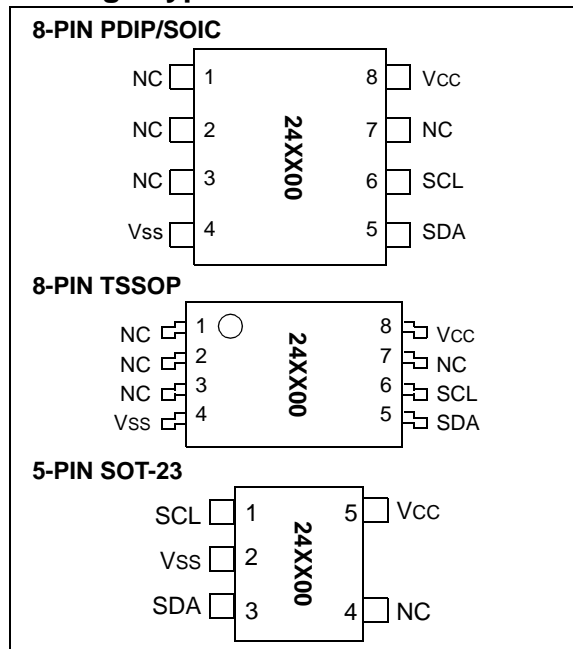 8-PIN PDIP/SOIC
NC 1 8 Vcc
NC 2 7 NC
NC 3 6 SCL
Vss 4 5 SDA
24XX00
8-PIN TSSOP
NC 1 8 Vcc
NC 2 7 NC
NC 3 6 SCL
Vss 4 5 SDA
24XX00
5-PIN SOT-23
SCL 1 5 Vcc
Vss 2
SDA 3 4 NC
24XX00